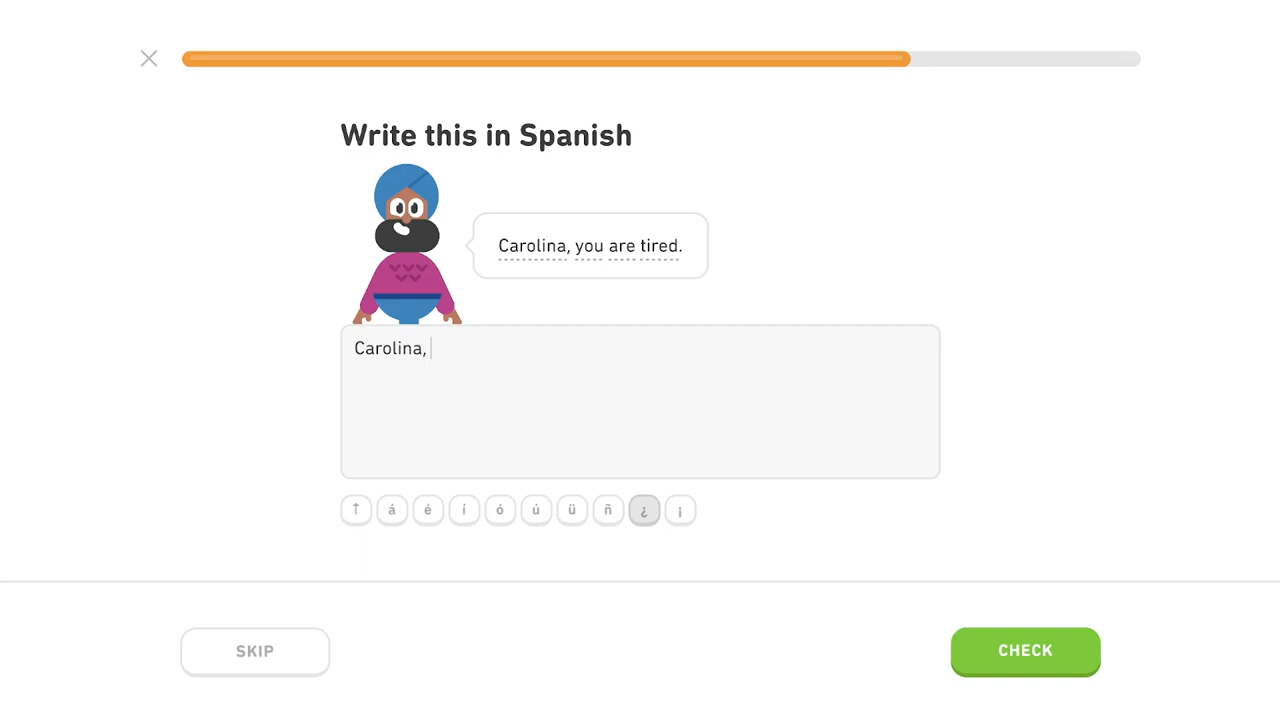 Write this in Spanish
Carolina, you are tired.
Carolina,
↑ á é í ó ú ü ñ ¿ ¡
SKIP
CHECK